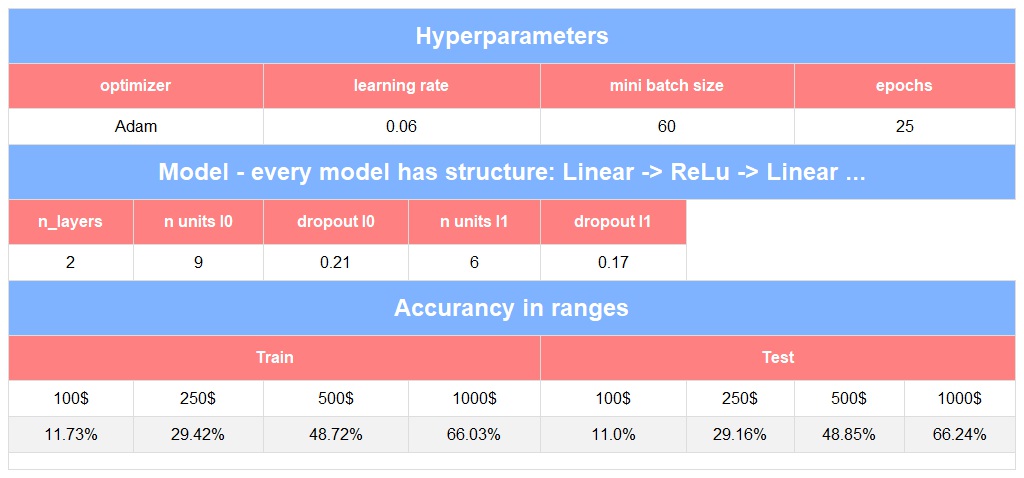 Hyperparameters
optimizer learning rate mini batch size epochs
Adam 0.06 60 25
Model - every model has structure: Linear -> ReLu -> Linear ...
n_layers n units l0 dropout l0 n units l1 dropout l1
2 9 0.21 6 0.17
Accurancy in ranges
Train Test
100$ 250$ 500$ 1000$ 100$ 250$ 500$ 1000$
11.73% 29.42% 48.72% 66.03% 11.0% 29.16% 48.85% 66.24%